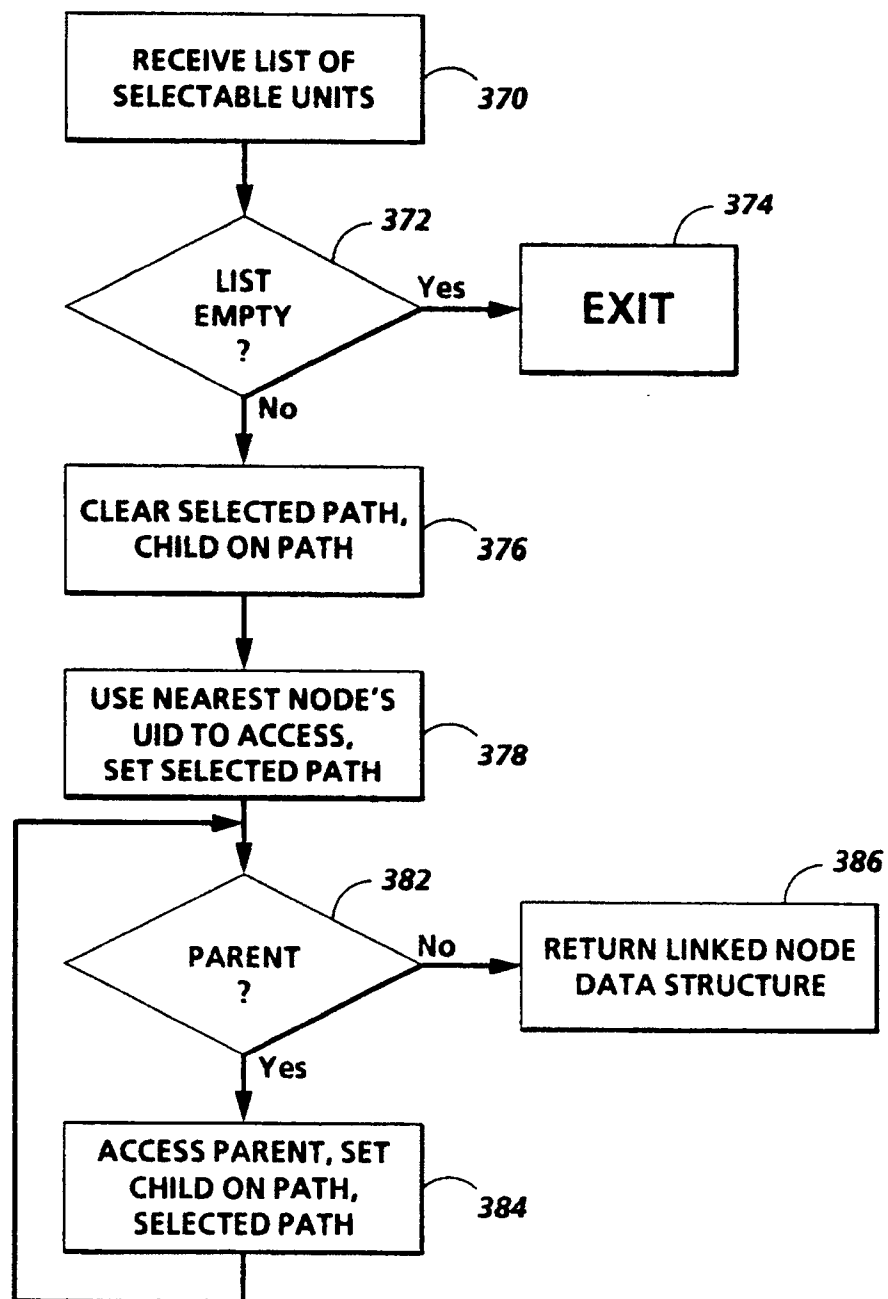 RECEIVE LIST OF
SELECTABLE UNITS
370
372
LIST
EMPTY
?
Yes
374
EXIT
No
CLEAR SELECTED PATH,
CHILD ON PATH
376
USE NEAREST NODE'S
UID TO ACCESS,
SET SELECTED PATH
378
382
PARENT
?
No
386
RETURN LINKED NODE
DATA STRUCTURE
Yes
ACCESS PARENT, SET
CHILD ON PATH,
SELECTED PATH
384